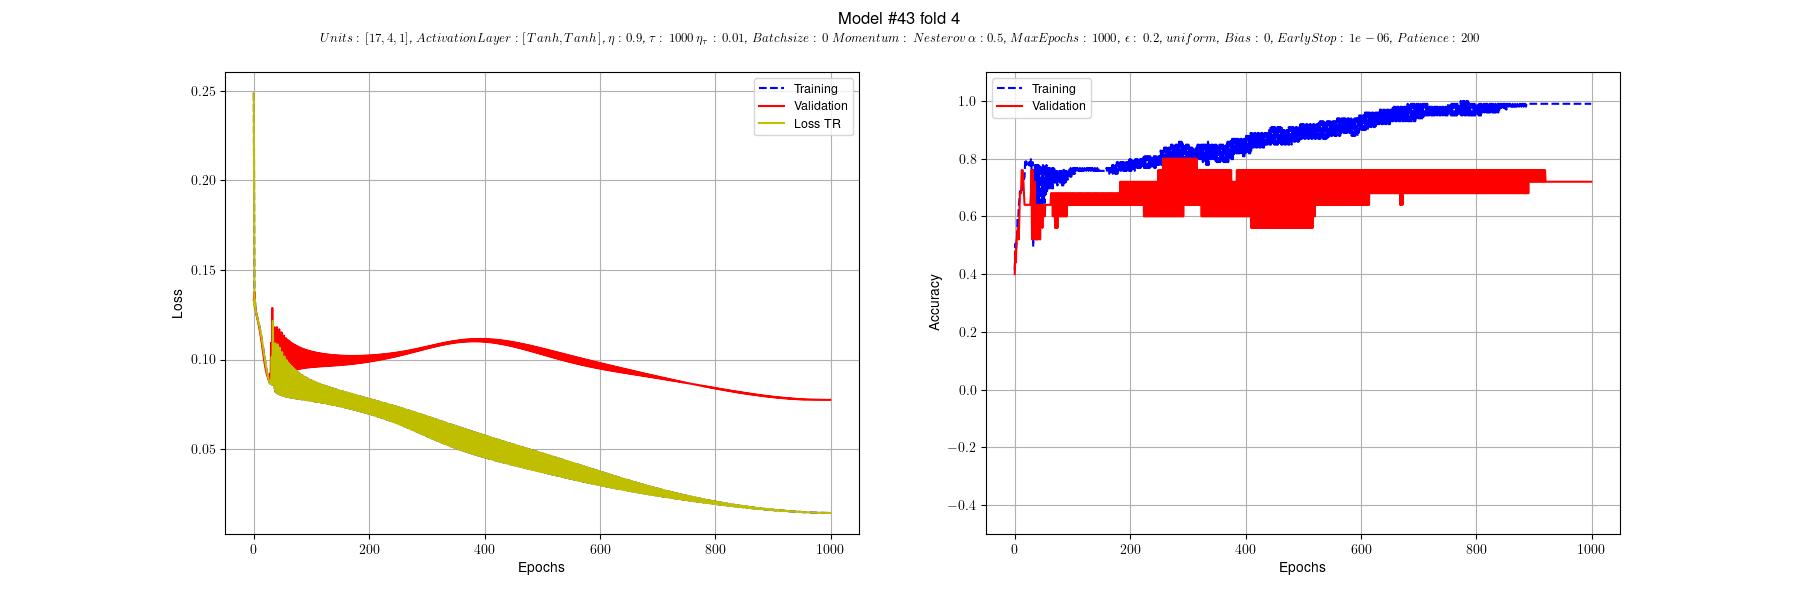 Model #43 fold 4
Units : [17, 4, 1], ActivationLayer : [Tanh, Tanh], η : 0.9, τ : 1000 ητ : 0.01, Batchsize : 0 Momentum : Nesterov α : 0.5, MaxEpochs : 1000, ϵ : 0.2, uniform, Bias : 0, EarlyStop : 1e − 06, Patience : 200
Training
Validation
Loss TR
0.25
0.20
0.15
0.10
0.05
Loss
0 200 400 600 800 1000
Epochs
Training
Validation
1.0
0.8
0.6
0.4
0.2
0.0
−0.2
−0.4
Accuracy
0 200 400 600 800 1000
Epochs